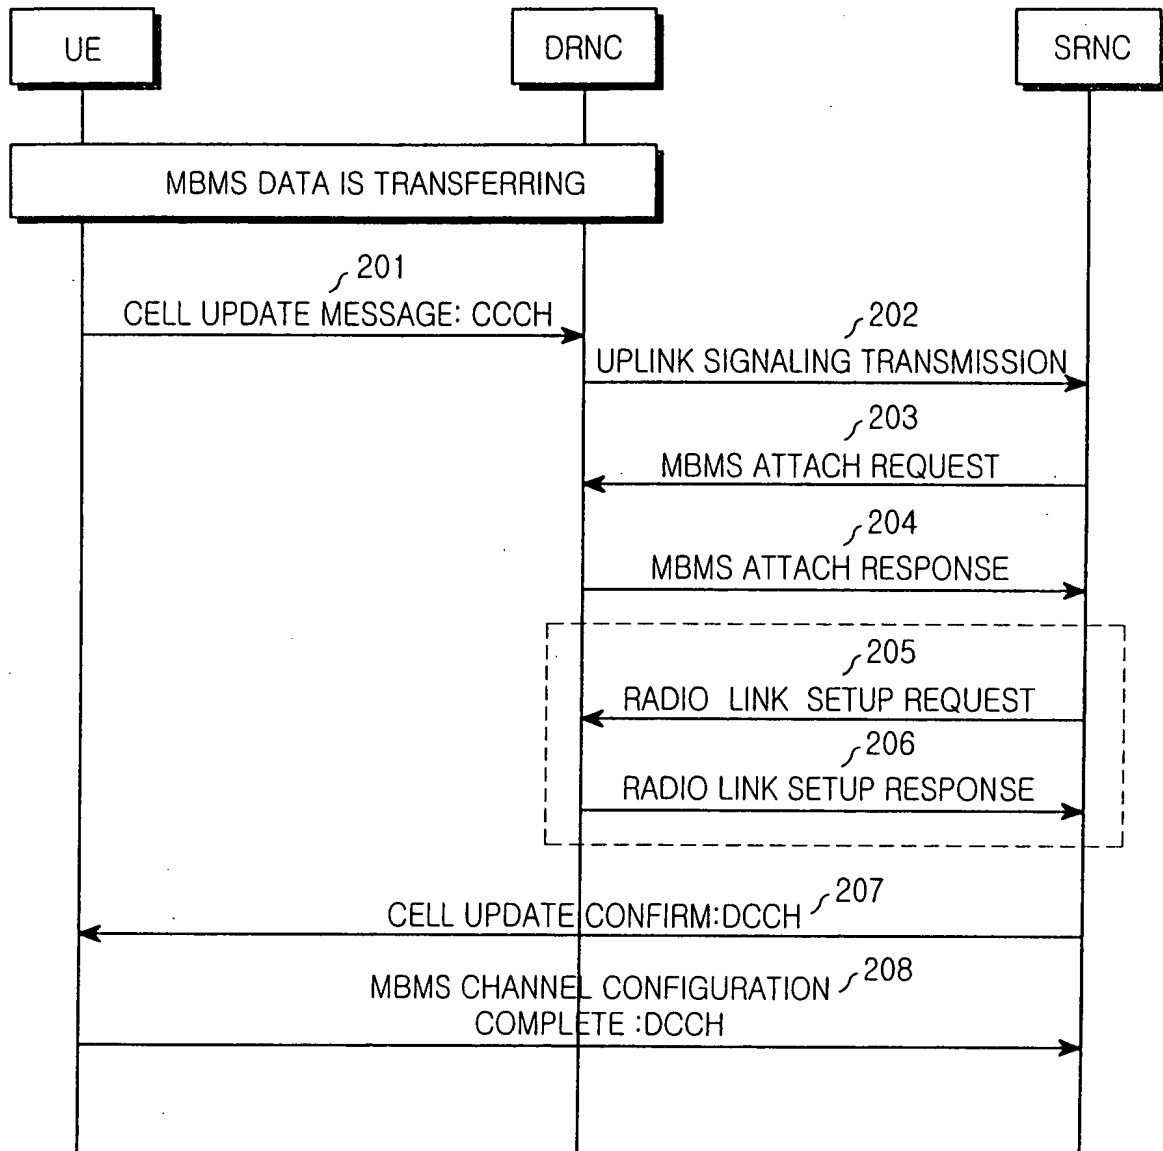 UE
DRNC
SRNC
MBMS DATA IS TRANSFERRING
201
CELL UPDATE MESSAGE: CCCH
202
UPLINK SIGNALING TRANSMISSION
203
MBMS ATTACH REQUEST
204
MBMS ATTACH RESPONSE
205
RADIO LINK SETUP REQUEST
206
RADIO LINK SETUP RESPONSE
207
CELL UPDATE CONFIRM:DCCH
208
MBMS CHANNEL CONFIGURATION
COMPLETE :DCCH